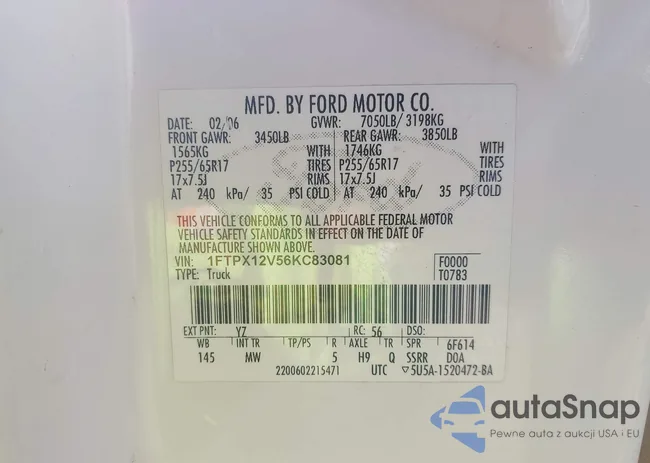 MFD. BY FORD MOTOR CO.
DATE: 02/06 GVWR: 7050LB/ 3198KG
FRONT GAWR: 3450LB REAR GAWR: 3850LB
1565KG WITH 1746KG WITH
P255/65R17 TIRES P255/65R17 TIRES
17x7.5J RIMS 17x7.5J RIMS
AT 240 kPa/ 35 PSI COLD AT 240 kPa/ 35 PSI COLD
THIS VEHICLE CONFORMS TO ALL APPLICABLE FEDERAL MOTOR
VEHICLE SAFETY STANDARDS IN EFFECT ON THE DATE OF
MANUFACTURE SHOWN ABOVE.
VIN: 1FTPX12V56KC83081 F0000
TYPE: Truck T0783
EXT PNT: YZ RC: 56 DSO:
WB INT TR TP/PS R AXLE TR SPR 6F614
145 MW 5 H9 Q SSRR DOA
2200602215471 UTC ▽5U5A-1520472-BA
autaSnap
Pewne auta z aukcji USA i EU